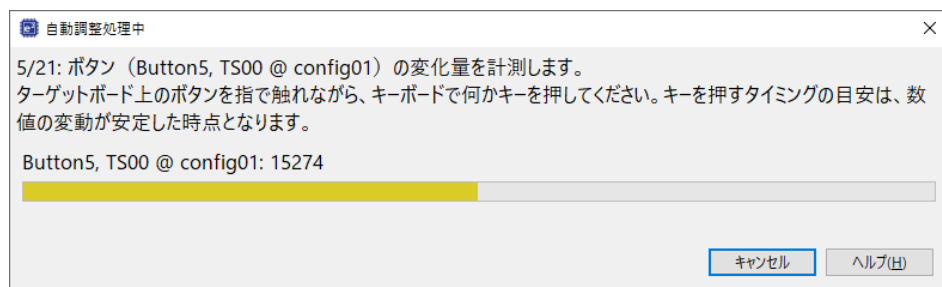 自動調整処理中
5/21: ボタン（Button5, TS00 @ config01）の変化量を計測します。
ターゲットボード上のボタンを指で触れながら、キーボードで何かキーを押してください。キーを押すタイミングの目安は、数
値の変動が安定した時点となります。
Button5, TS00 @ config01: 15274
キャンセル
ヘルプ(H)